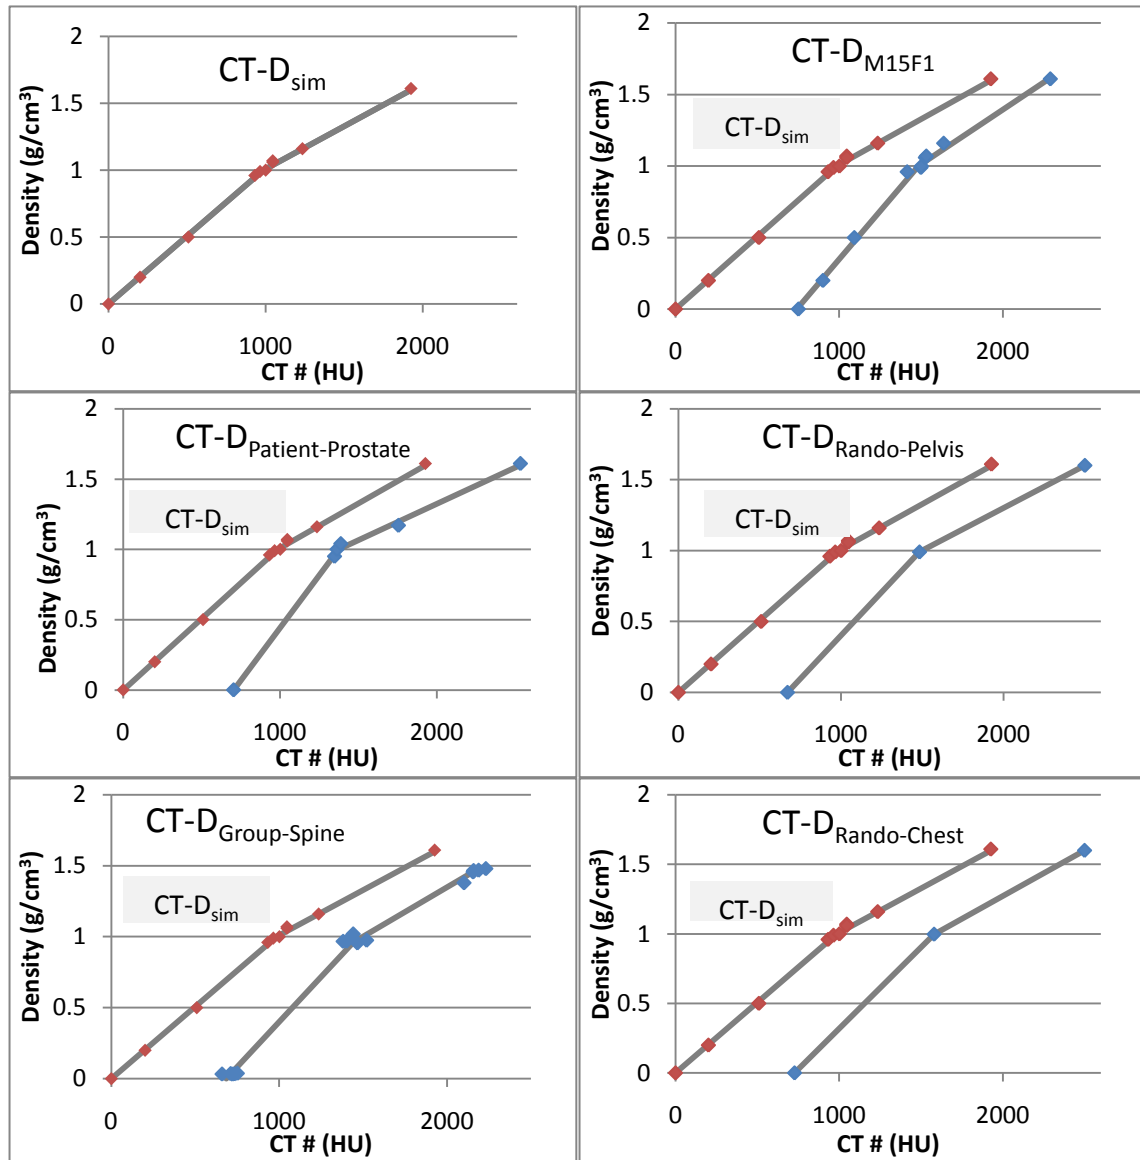 CT-Dsim
Density (g/cm³)
2
1.5
1
0.5
0
0 1000 2000
CT # (HU)
CT-DM15F1
CT-Dsim
Density (g/cm³)
2
1.5
1
0.5
0
0 1000 2000
CT # (HU)
CT-DPatient-Prostate
CT-Dsim
Density (g/cm³)
2
1.5
1
0.5
0
0 1000 2000
CT # (HU)
CT-DRando-Pelvis
CT-Dsim
Density (g/cm³)
2
1.5
1
0.5
0
0 1000 2000
CT # (HU)
CT-DGroup-Spine
CT-Dsim
Density (g/cm³)
2
1.5
1
0.5
0
0 1000 2000
CT # (HU)
CT-DRando-Chest
CT-Dsim
Density (g/cm³)
2
1.5
1
0.5
0
0 1000 2000
CT # (HU)